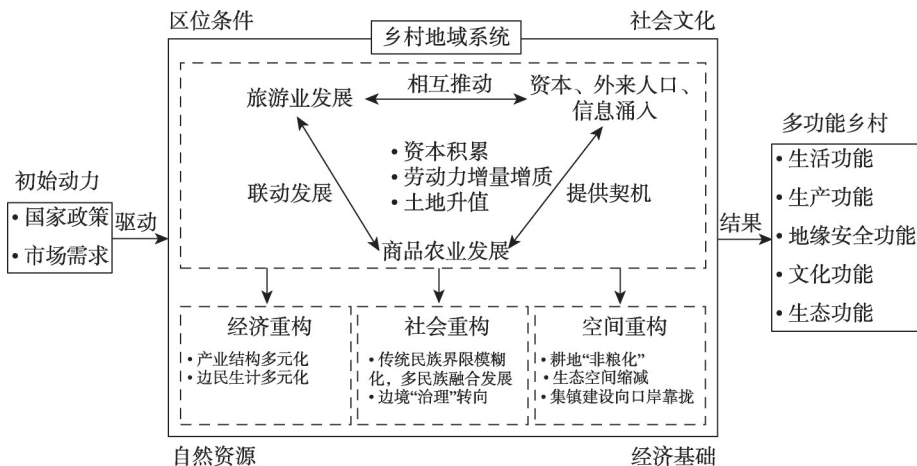 区位条件
社会文化
乡村地域系统
旅游业发展
相互推动
资本、外来人口、
信息涌入
• 资本积累
• 劳动力增量增质
• 土地升值
联动发展
提供契机
商品农业发展
初始动力
• 国家政策
• 市场需求
驱动
结果
多功能乡村
• 生活功能
• 生产功能
• 地缘安全功能
• 文化功能
• 生态功能
经济重构
• 产业结构多元化
• 边民生计多元化
社会重构
• 传统民族界限模糊
化，多民族融合发展
• 边境“治理”转向
空间重构
• 耕地“非粮化”
• 生态空间缩减
• 集镇建设向口岸靠拢
自然资源
经济基础